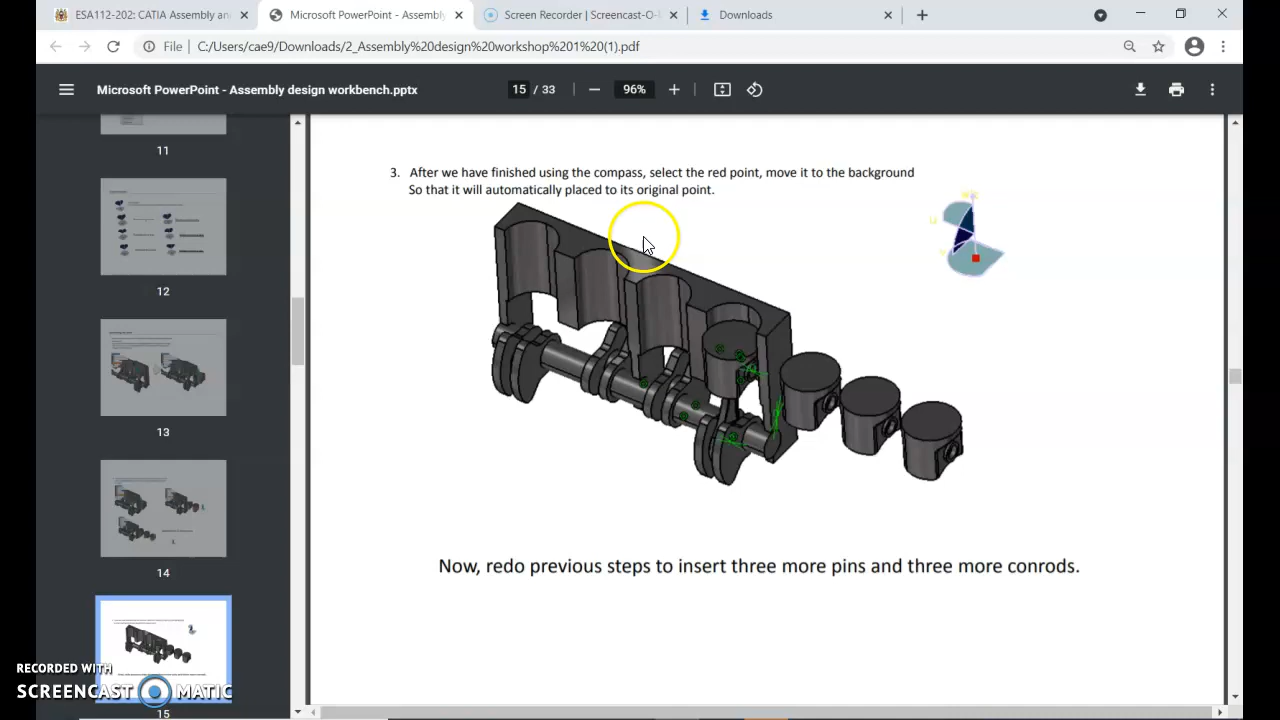 ESA112-202: CATIA Assembly an
Microsoft PowerPoint - Assembly
Screen Recorder | Screencast-O-
Downloads
File
C:/Users/cae9/Downloads/2_Assembly%20design%20workshop%201%20(1).pdf
Microsoft PowerPoint - Assembly design workbench.pptx
15 / 33
96%
11
12
13
14
15
3. After we have finished using the compass, select the red point, move it to the background
So that it will automatically placed to its original point.
Now, redo previous steps to insert three more pins and three more conrods.
RECORDED WITH
SCREENCAST MATIC